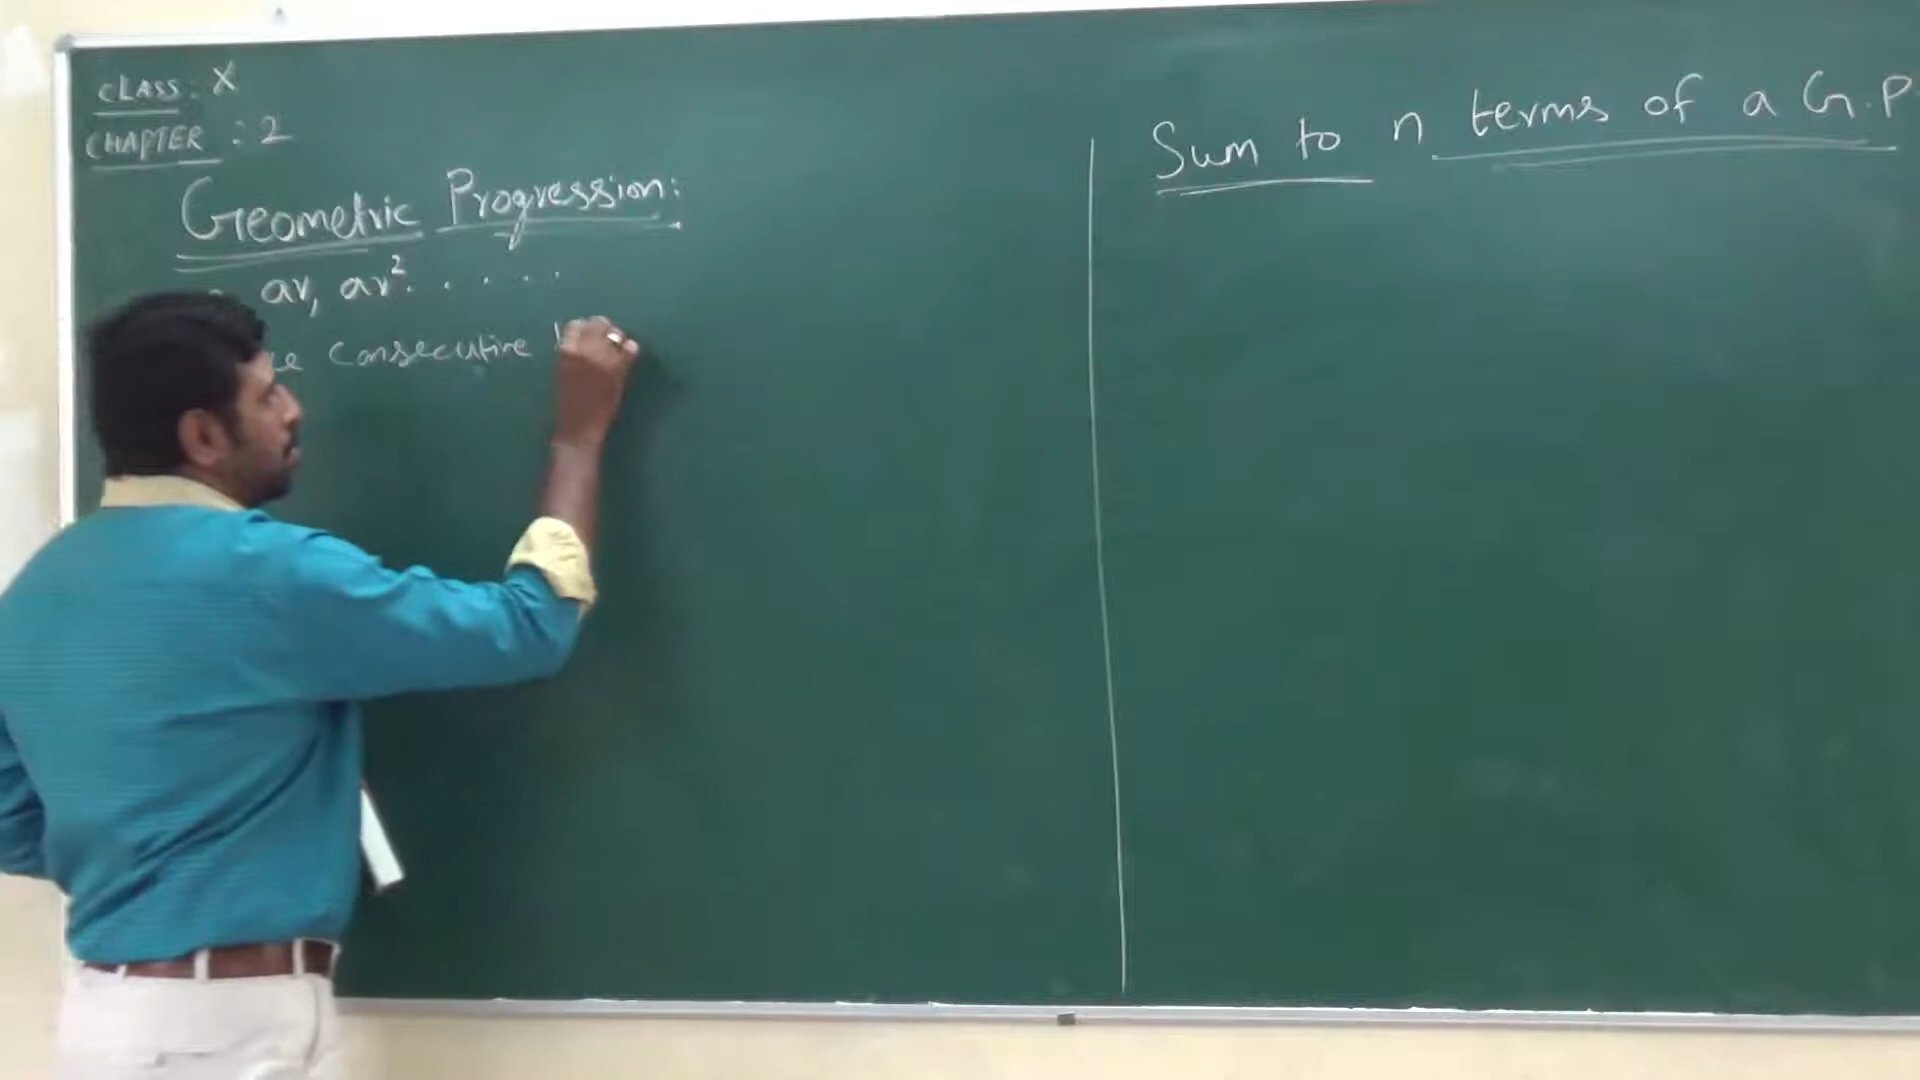 CLASS: X
CHAPTER : 2
Geometric Progression:
ar, ar². . . . . .
Consecutive
Sum to n terms of a G.P.